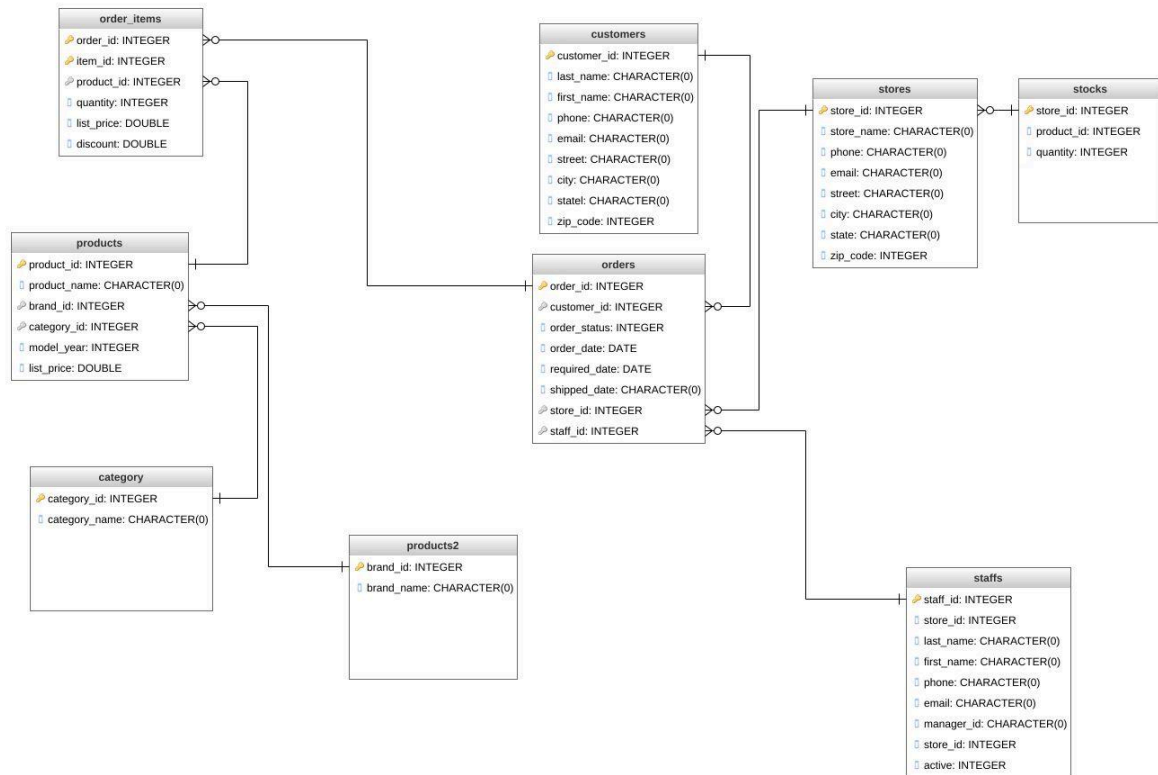 order_items
order_id: INTEGER
item_id: INTEGER
product_id: INTEGER
quantity: INTEGER
list_price: DOUBLE
discount: DOUBLE
customers
customer_id: INTEGER
last_name: CHARACTER(0)
first_name: CHARACTER(0)
phone: CHARACTER(0)
email: CHARACTER(0)
street: CHARACTER(0)
city: CHARACTER(0)
statel: CHARACTER(0)
zip_code: INTEGER
stores
store_id: INTEGER
store_name: CHARACTER(0)
phone: CHARACTER(0)
email: CHARACTER(0)
street: CHARACTER(0)
city: CHARACTER(0)
state: CHARACTER(0)
zip_code: INTEGER
stocks
store_id: INTEGER
product_id: INTEGER
quantity: INTEGER
products
product_id: INTEGER
product_name: CHARACTER(0)
brand_id: INTEGER
category_id: INTEGER
model_year: INTEGER
list_price: DOUBLE
orders
order_id: INTEGER
customer_id: INTEGER
order_status: INTEGER
order_date: DATE
required_date: DATE
shipped_date: CHARACTER(0)
store_id: INTEGER
staff_id: INTEGER
category
category_id: INTEGER
category_name: CHARACTER(0)
products2
brand_id: INTEGER
brand_name: CHARACTER(0)
staffs
staff_id: INTEGER
store_id: INTEGER
last_name: CHARACTER(0)
first_name: CHARACTER(0)
phone: CHARACTER(0)
email: CHARACTER(0)
manager_id: CHARACTER(0)
store_id: INTEGER
active: INTEGER